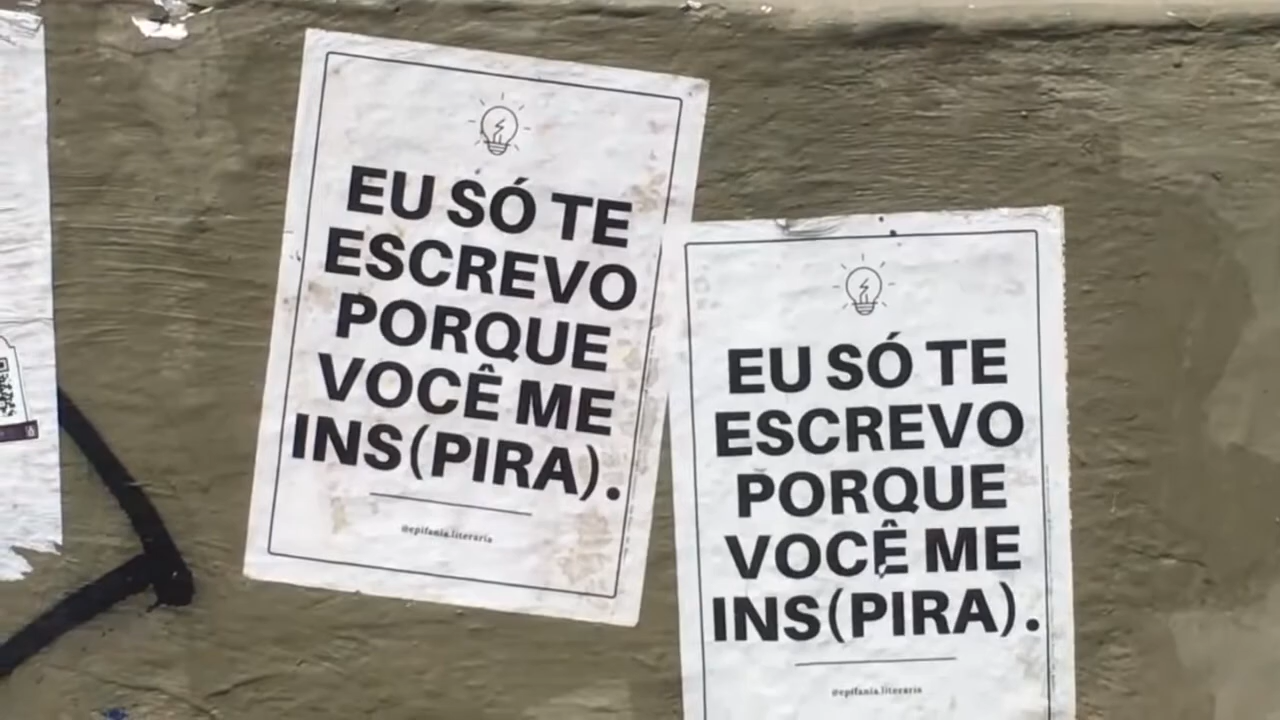 EU SÓ TE
ESCREVO
PORQUE
VOCÊ ME
INS(PIRA).
@epifania.literaria
EU SÓ TE
ESCREVO
PORQUE
VOCÊ ME
INS(PIRA).
@epifania.literaria